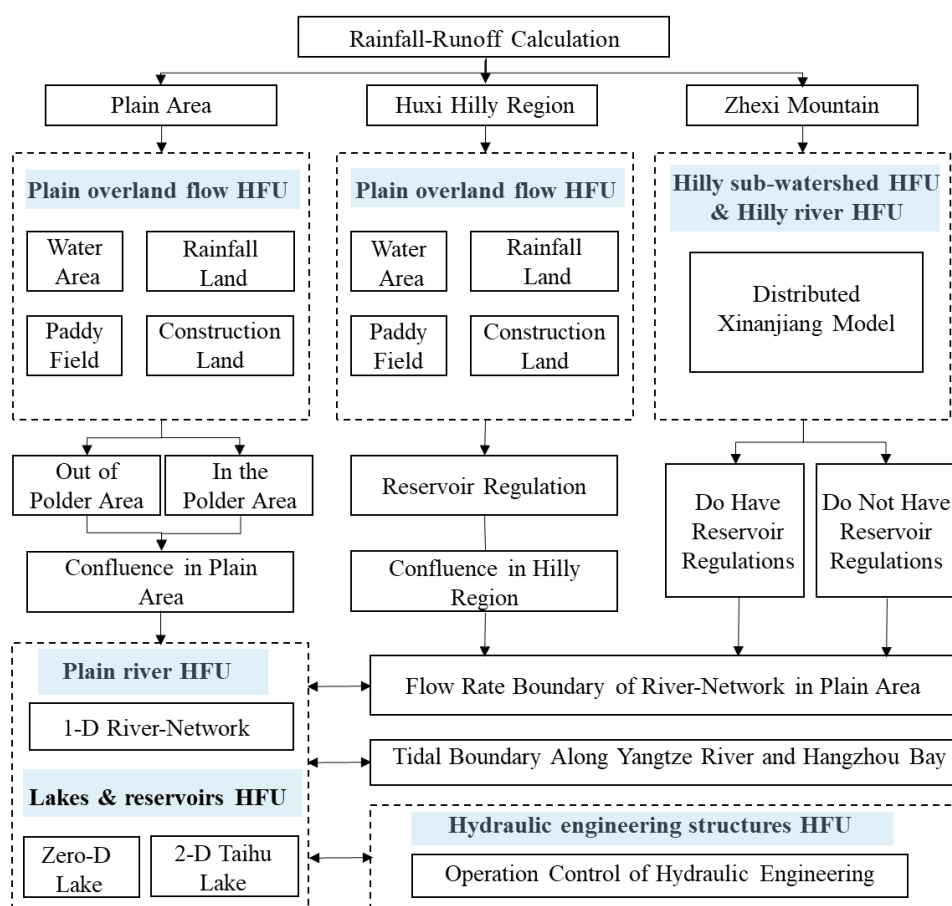 Rainfall-Runoff Calculation
Plain Area
Huxi Hilly Region
Zhexi Mountain
Plain overland flow HFU
Water
Area
Rainfall
Land
Paddy
Field
Construction
Land
Plain overland flow HFU
Water
Area
Rainfall
Land
Paddy
Field
Construction
Land
Hilly sub-watershed HFU
& Hilly river HFU
Distributed
Xinanjiang Model
Out of
Polder Area
In the
Polder Area
Reservoir Regulation
Do Have
Reservoir
Regulations
Do Not Have
Reservoir
Regulations
Confluence in Plain
Area
Confluence in Hilly
Region
Plain river HFU
1-D River-Network
Lakes & reservoirs HFU
Zero-D
Lake
2-D Taihu
Lake
Flow Rate Boundary of River-Network in Plain Area
Tidal Boundary Along Yangtze River and Hangzhou Bay
Hydraulic engineering structures HFU
Operation Control of Hydraulic Engineering